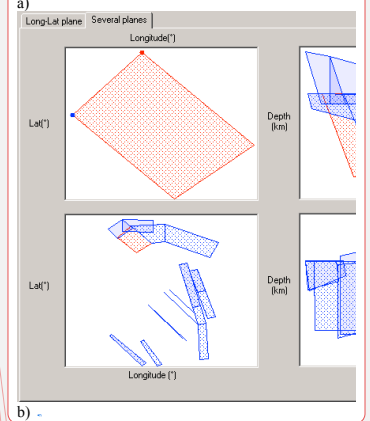 a)
Long-Lat plane Several planes
Longitude(°)
Lat(°)
Depth
(km)
Lat(°)
Depth
(km)
Longitude (°)
b)